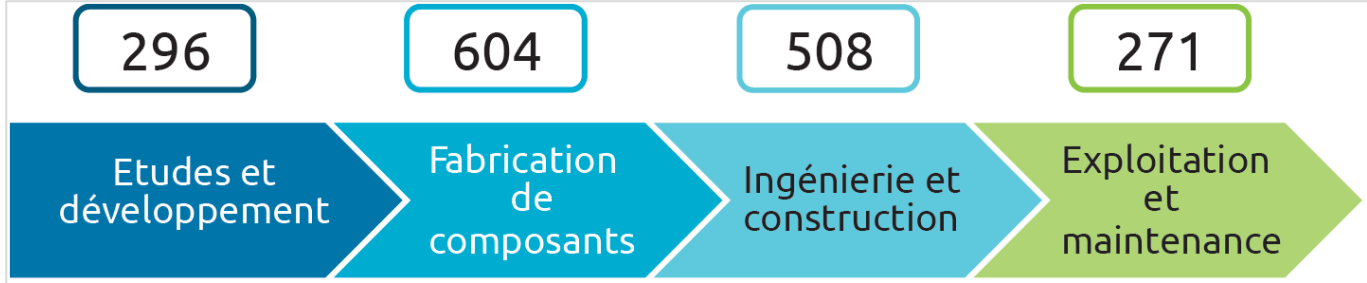 296
604
508
271
Etudes et
développement
Fabrication
de
composants
Ingénierie et
construction
Exploitation
et
maintenance